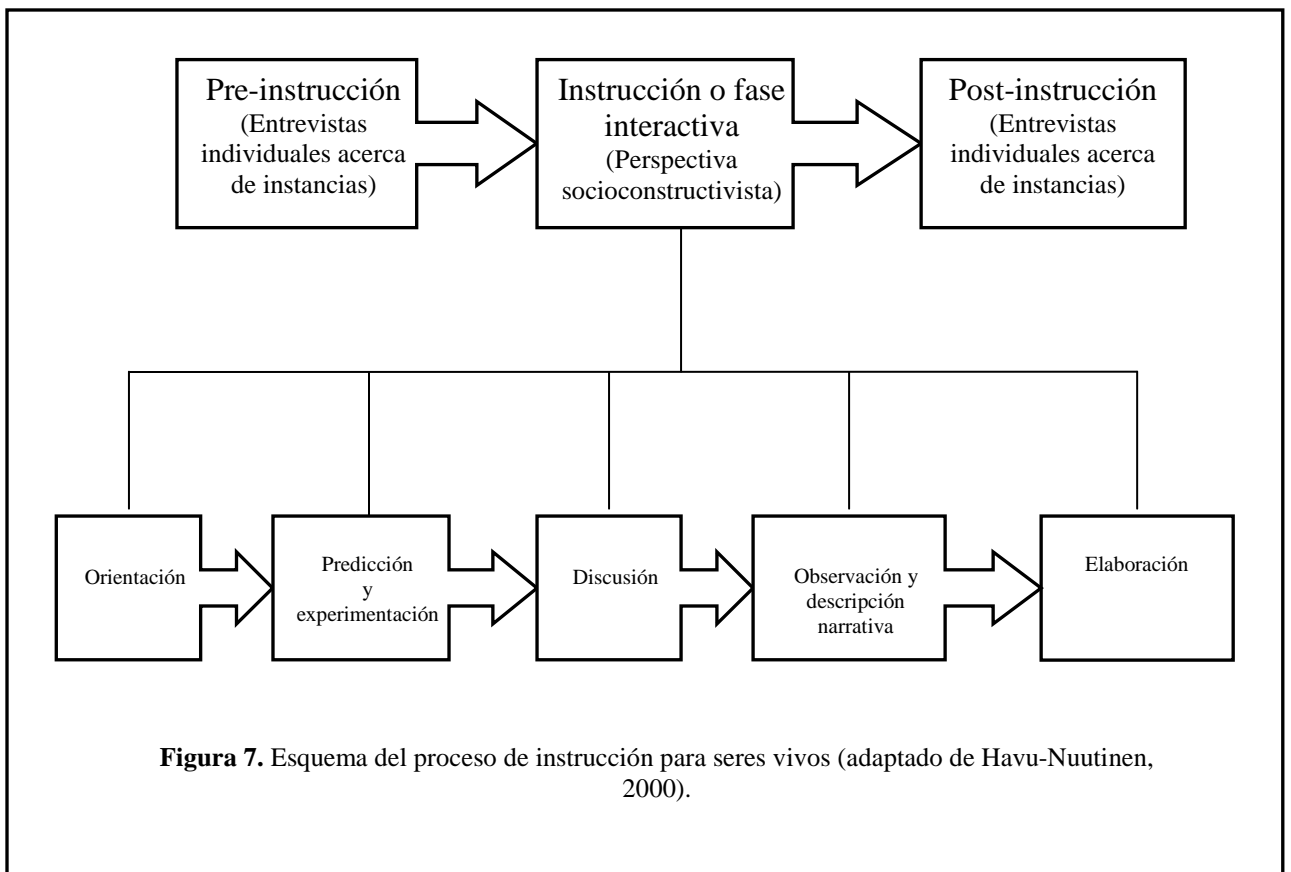 Pre-instrucción
(Entrevistas
individuales acerca
de instancias)
Instrucción o fase
interactiva
(Perspectiva
socioconstructivista)
Post-instrucción
(Entrevistas
individuales acerca
de instancias)
Orientación
Predicción
y
experimentación
Discusión
Observación y
descripción
narrativa
Elaboración
Figura 7. Esquema del proceso de instrucción para seres vivos (adaptado de Havu-Nuutinen,
2000).